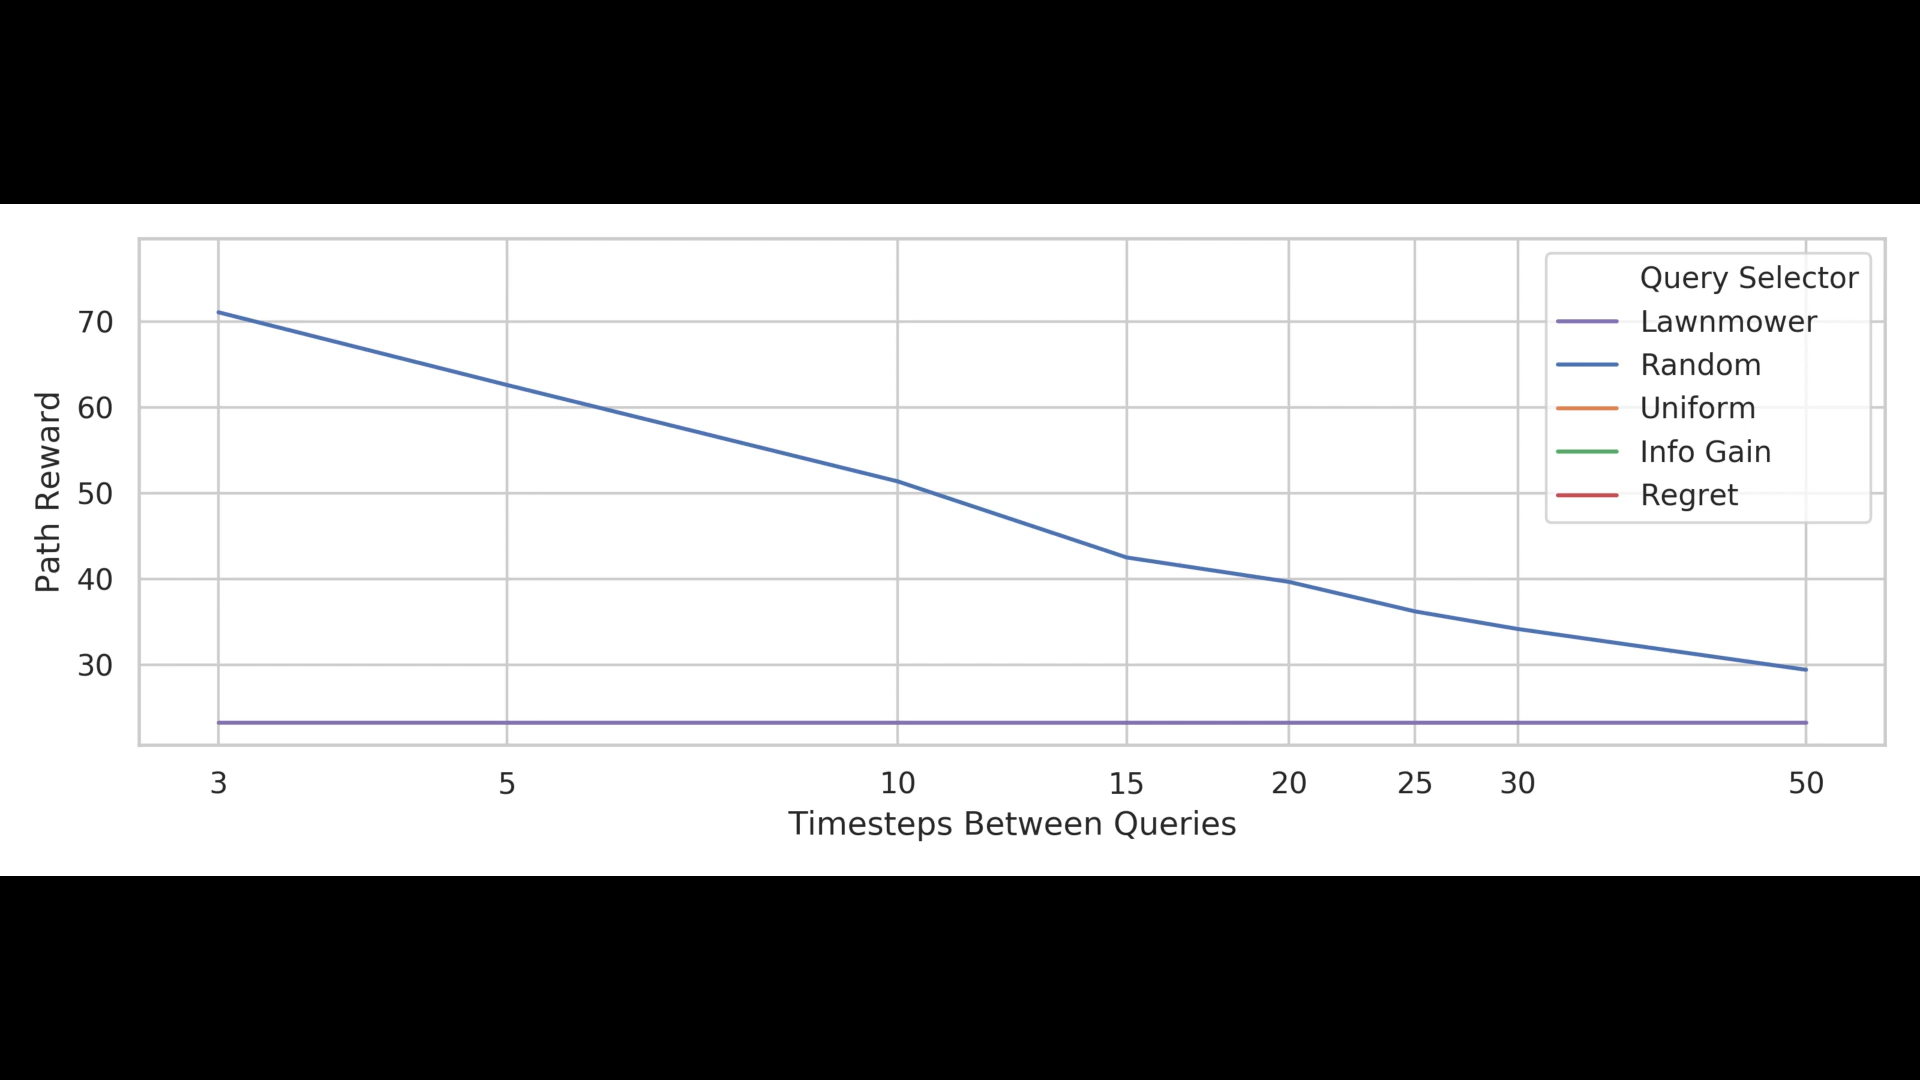 Query Selector
Lawnmower
Random
Uniform
Info Gain
Regret
Path Reward
70
60
50
40
30
3 5 10 15 20 25 30 50
Timesteps Between Queries